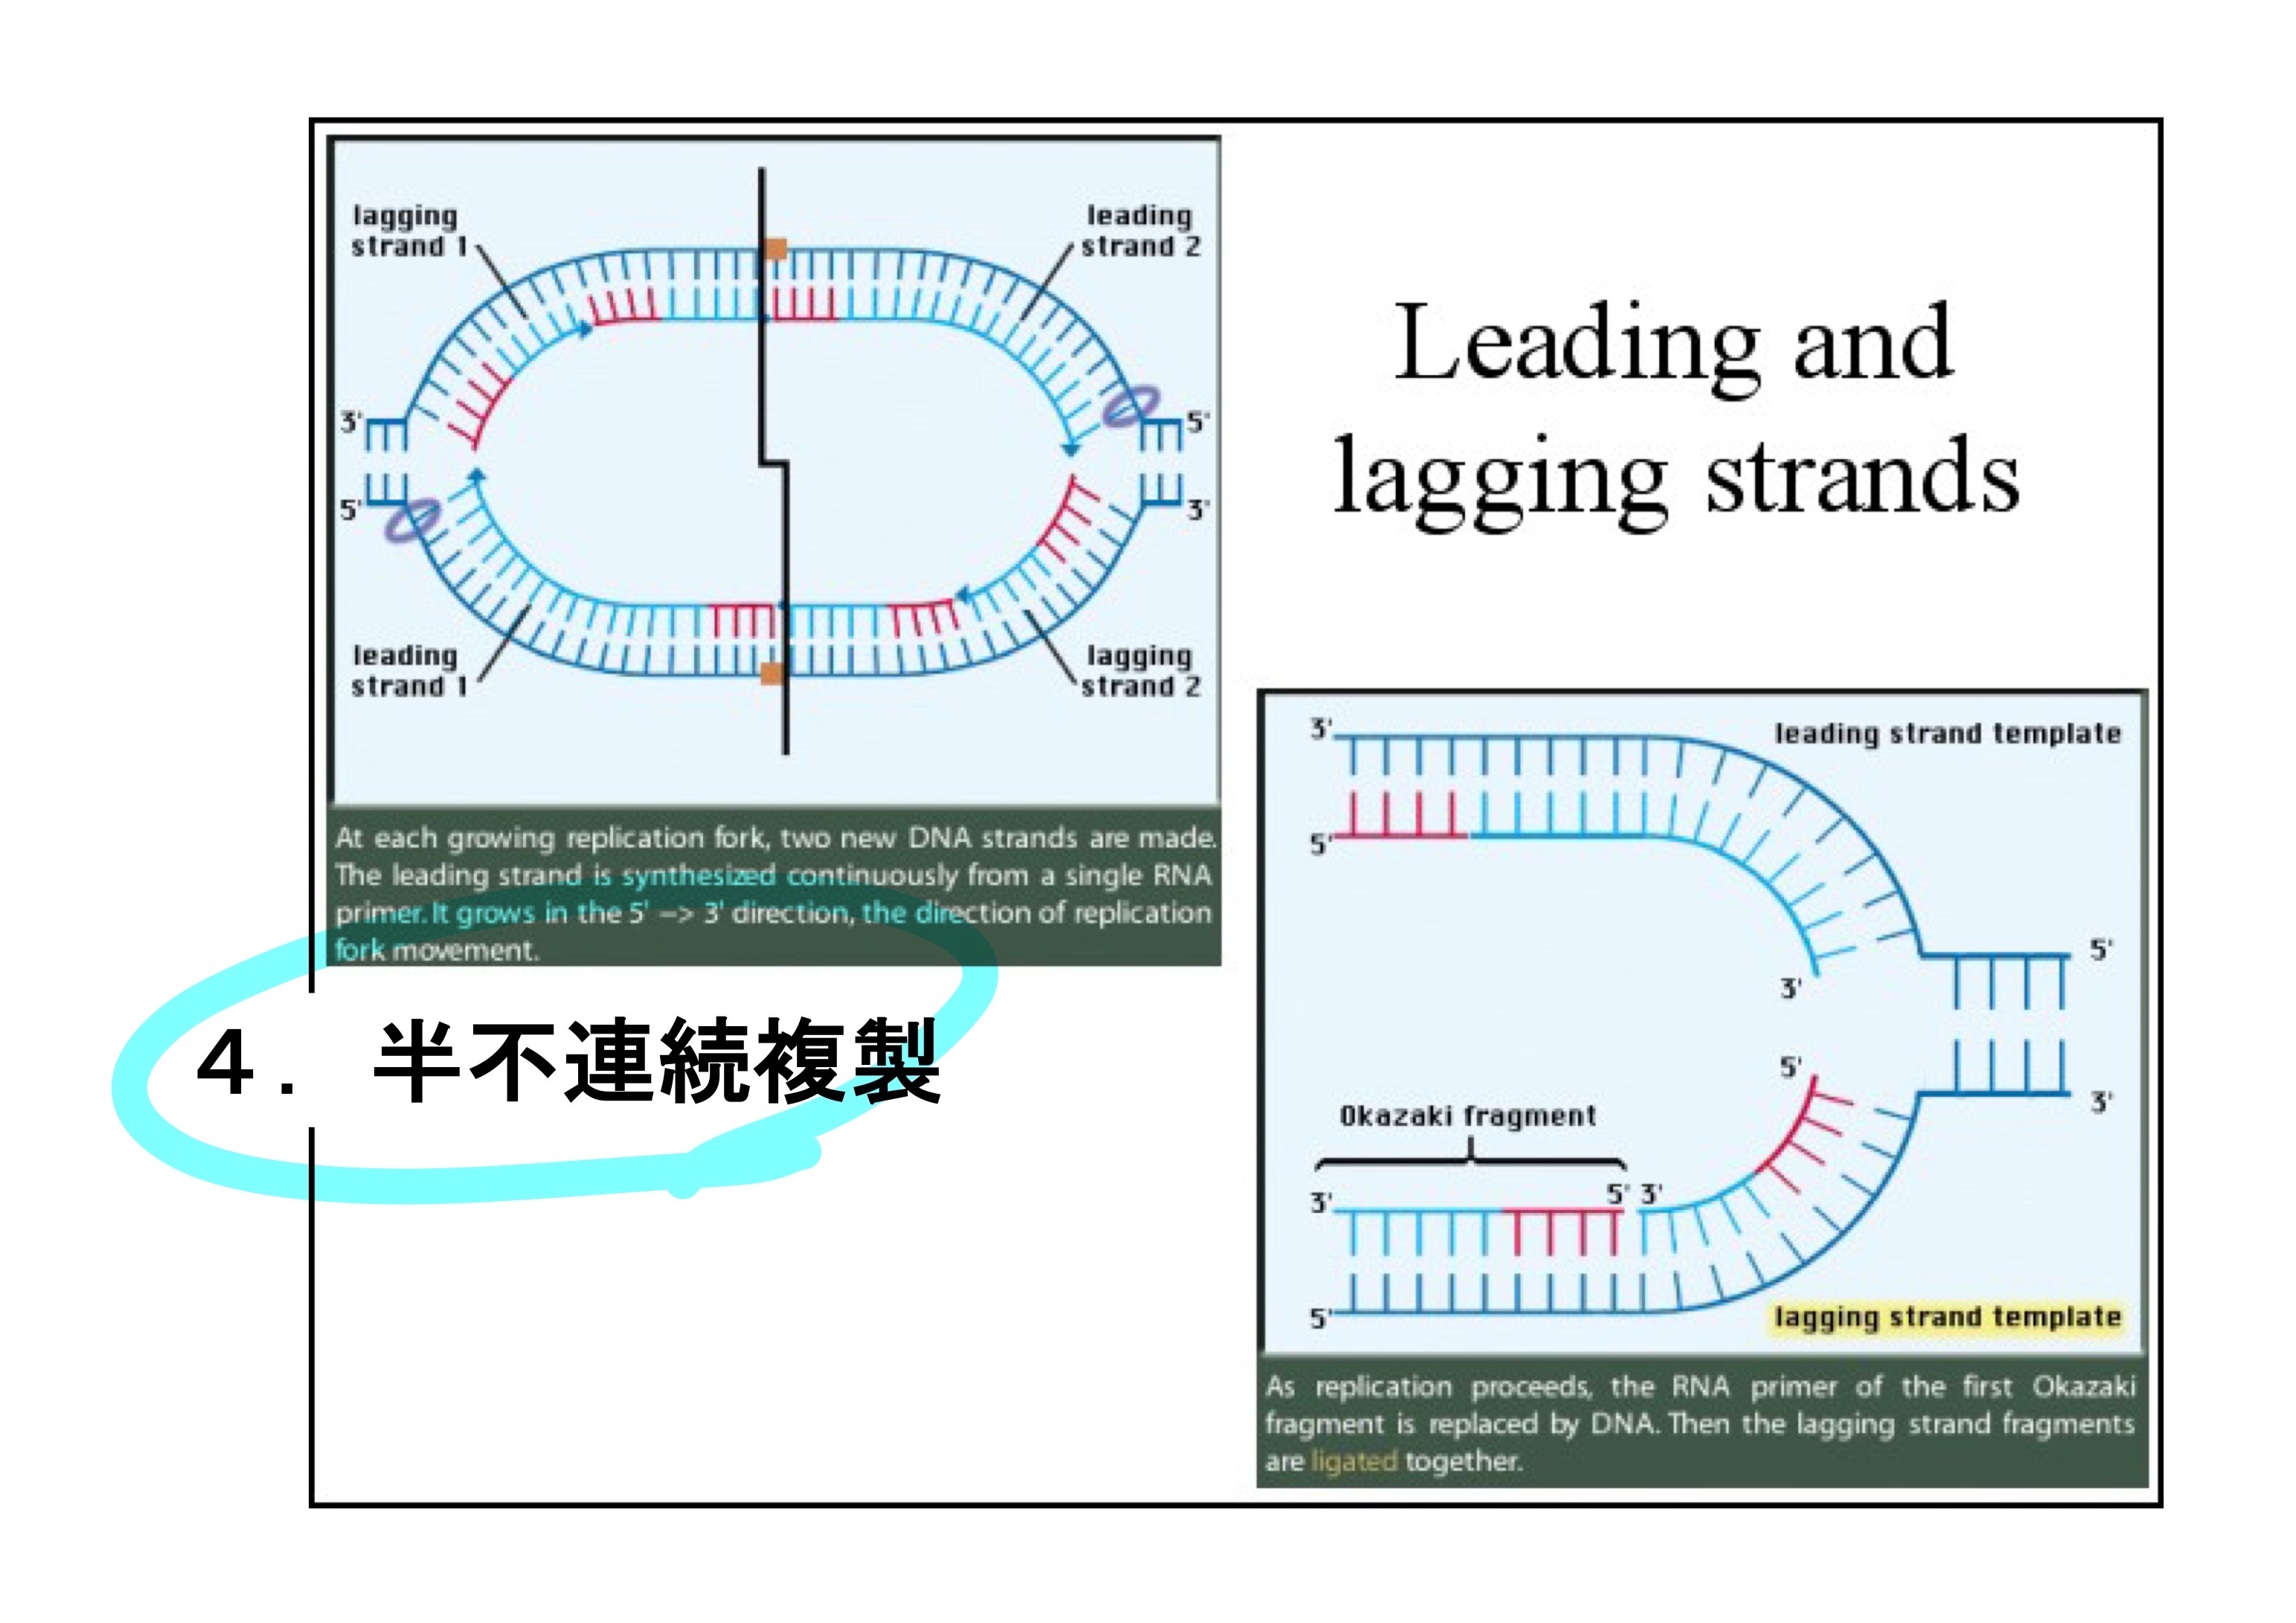 lagging
strand 1
leading
strand 2
3'
5'
5'
3'
leading
strand 1
lagging
strand 2
At each growing replication fork, two new DNA strands are made.
The leading strand is synthesized continuously from a single RNA
primer. It grows in the 5' —> 3' direction, the direction of replication
fork movement.
4. 半不連続複製
Leading and
lagging strands
3'
leading strand template
5'
5'
3'
5'
3'
Okazaki fragment
3'
5' 3'
5'
lagging strand template
As replication proceeds, the RNA primer of the first Okazaki
fragment is replaced by DNA. Then the lagging strand fragments
are ligated together.